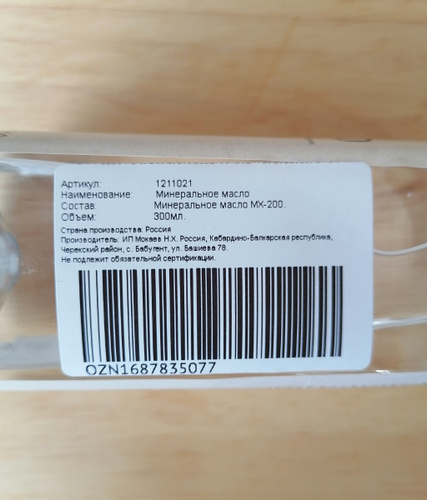 Артикул: 1211021
Наименование: Минеральное масло
Состав: Минеральное масло МХ-200.
Объем: 300мл.
Страна производства: Россия
Производитель: ИП Мокаев Н.Х. Россия, Кабардино-Балкарская республика,
Черекский район, с. Бабугент, ул. Башиева 78.
Не подлежит обязательной сертификации.
OZN1687835077